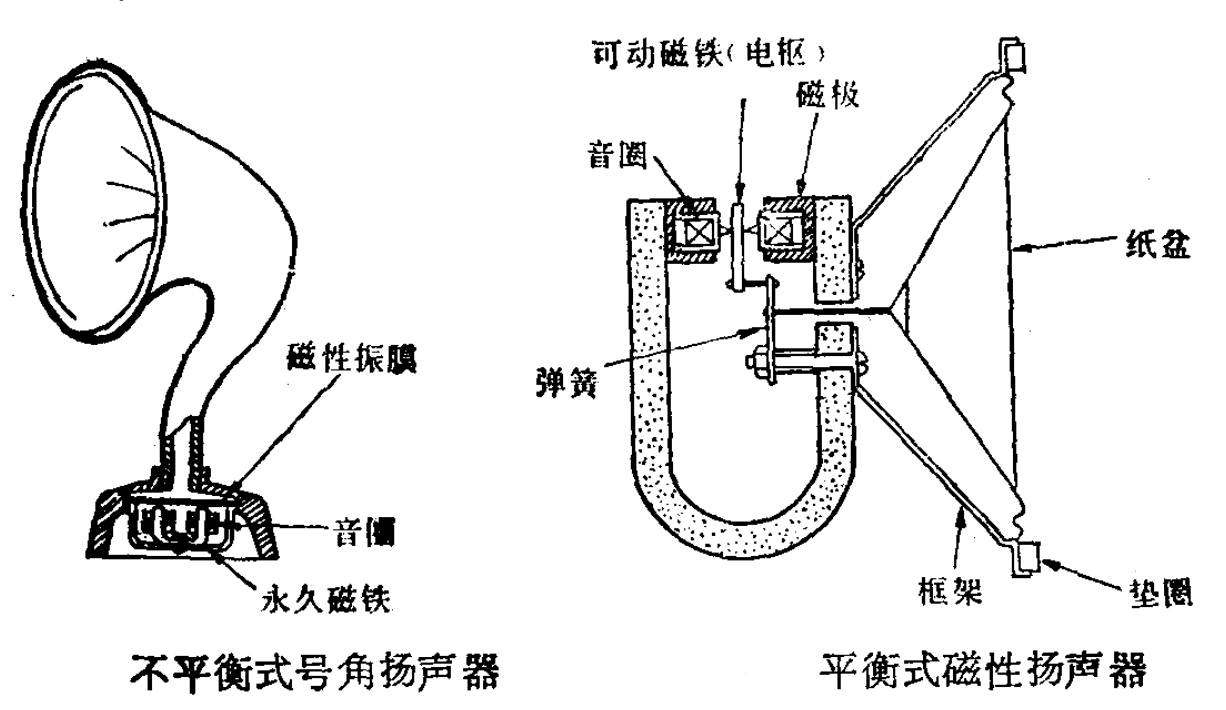 磁性振膜
音圈
永久磁铁
不平衡式号角扬声器
可动磁铁(电枢)
磁极
音圈
纸盆
弹簧
框架
垫圈
平衡式磁性扬声器